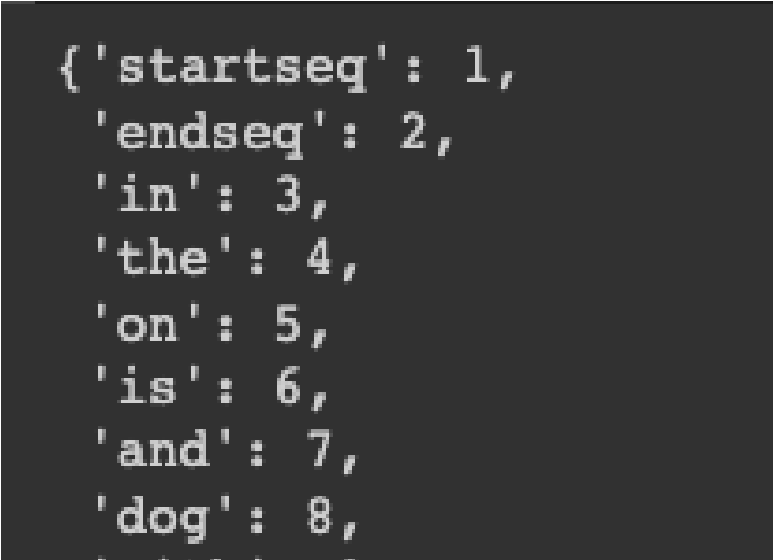 {'startseq': 1,
'endseq': 2,
'in': 3,
'the': 4,
'on': 5,
'is': 6,
'and': 7,
'dog': 8,